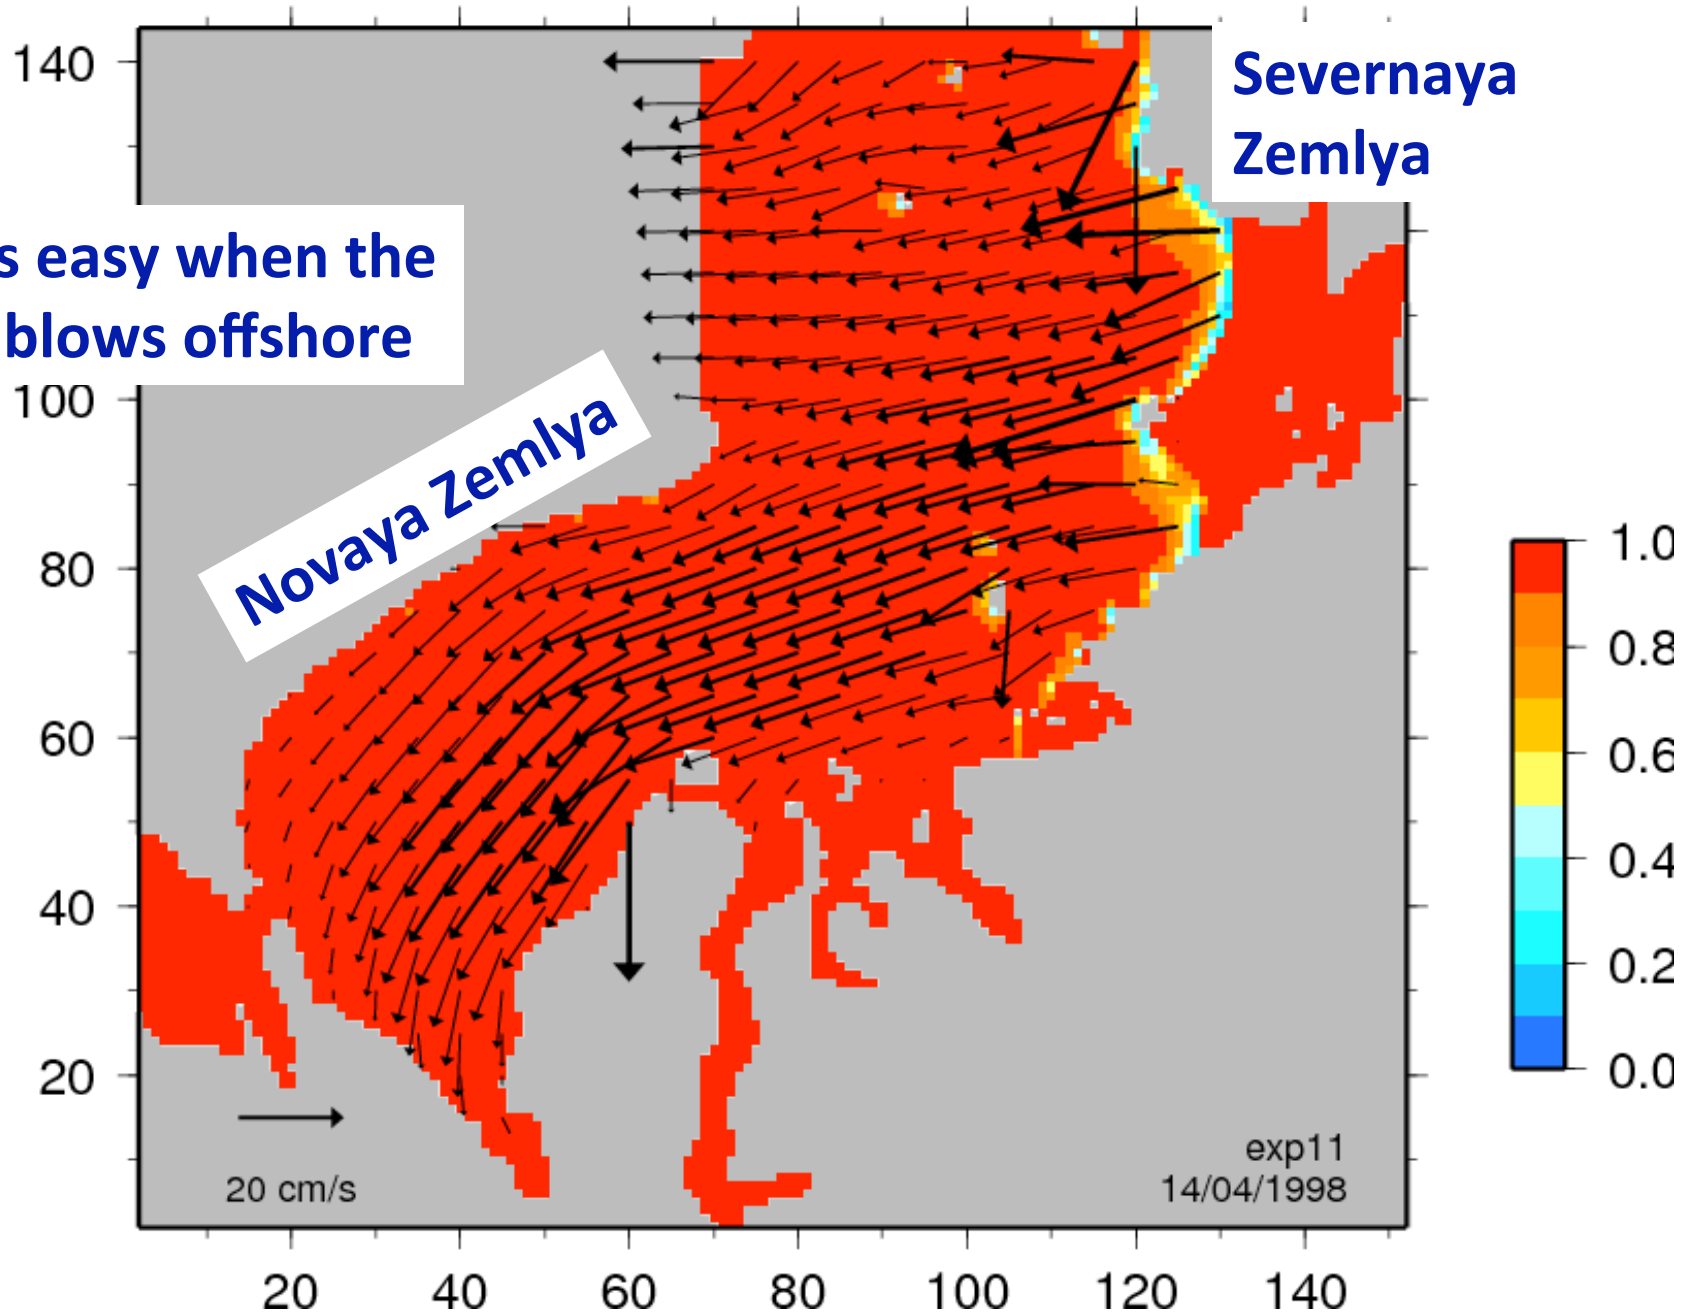 140
Severnaya
Zemlya
s easy when the
blows offshore
100
Novaya Zemlya
80
60
40
20
20 cm/s
exp11
14/04/1998
20 40 60 80 100 120 140
1.0
0.8
0.6
0.4
0.2
0.0